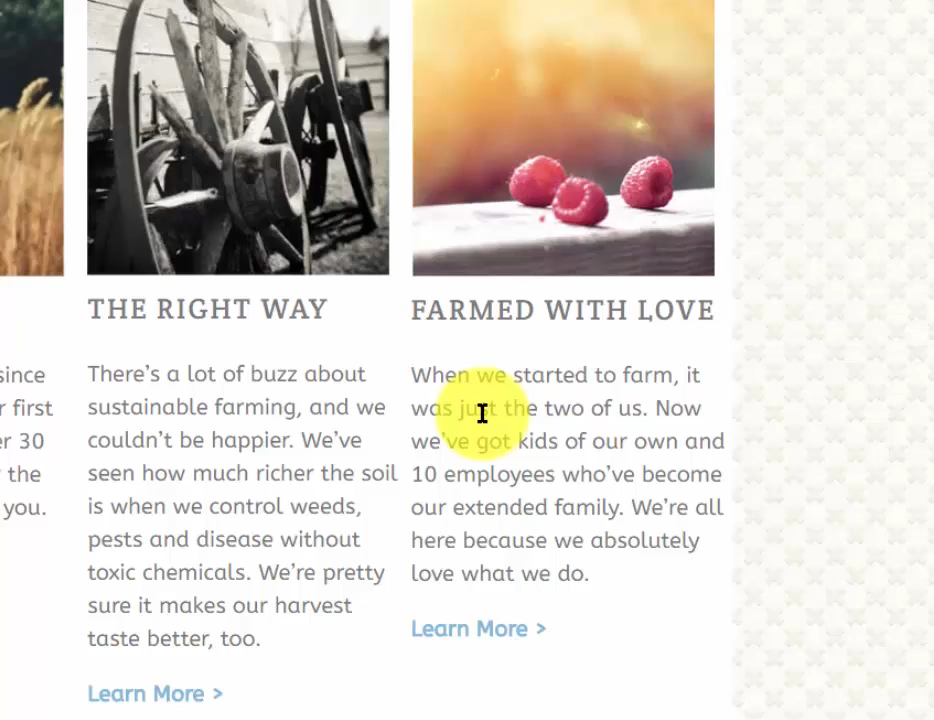 since
r first
er 30
the
you.
THE RIGHT WAY
There's a lot of buzz about
sustainable farming, and we
couldn't be happier. We've
seen how much richer the soil
is when we control weeds,
pests and disease without
toxic chemicals. We're pretty
sure it makes our harvest
taste better, too.
Learn More >
FARMED WITH LOVE
When we started to farm, it
was just the two of us. Now
we've got kids of our own and
10 employees who've become
our extended family. We're all
here because we absolutely
love what we do.
Learn More >